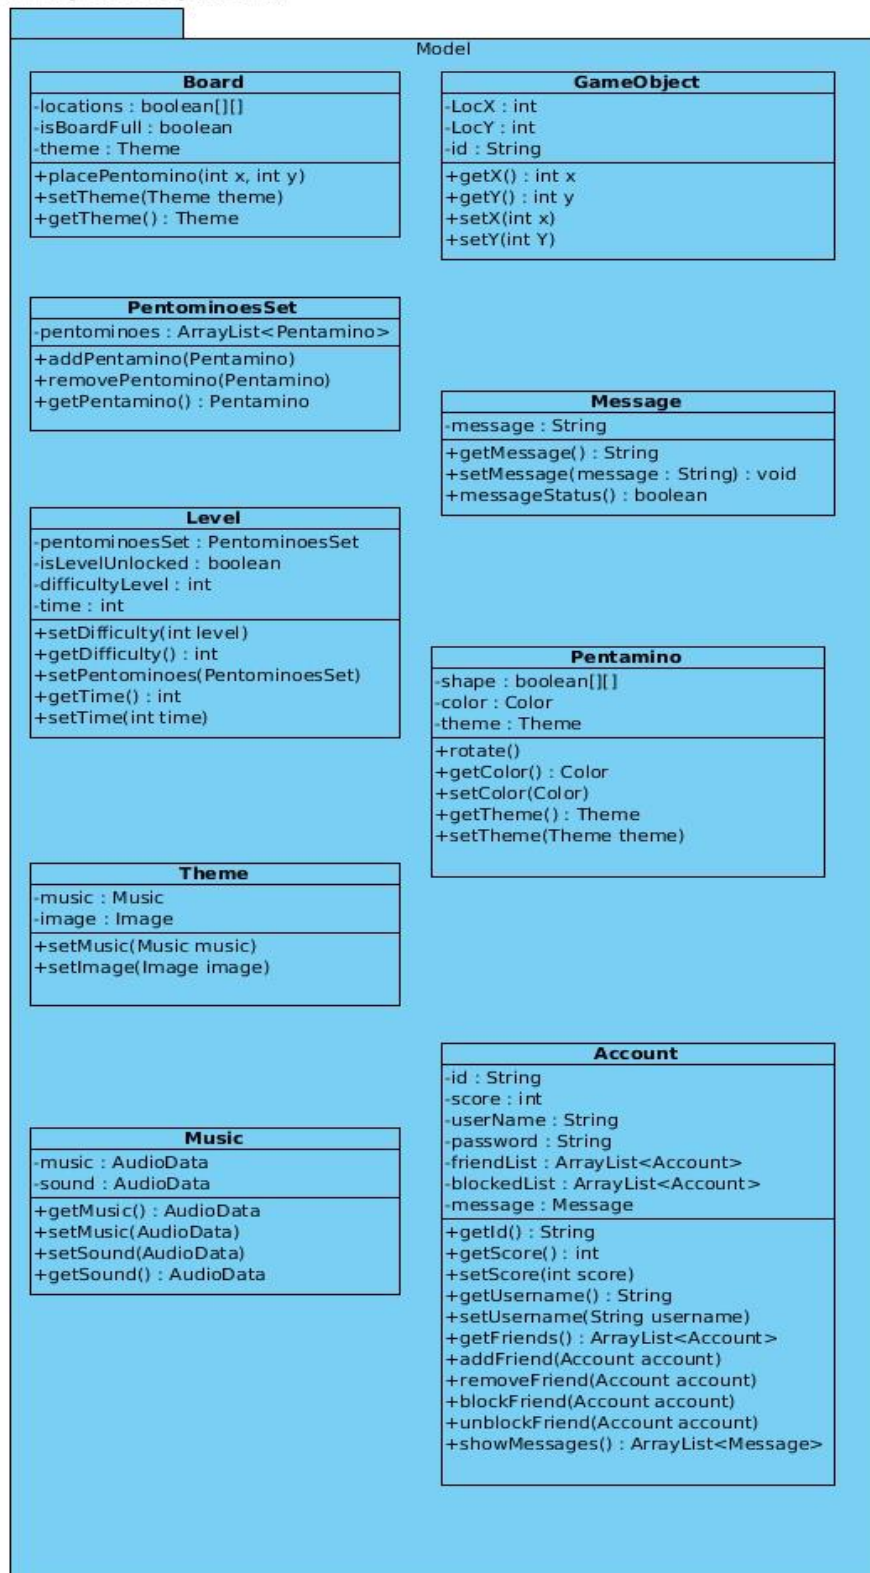 Model
Board
-locations : boolean[][]
-isBoardFull : boolean
-theme : Theme
+placePentomino(int x, int y)
+setTheme(Theme theme)
+getTheme() : Theme
GameObject
-LocX : int
-LocY : int
-id : String
+getX() : int x
+getY() : int y
+setX(int x)
+setY(int Y)
PentominoesSet
-pentominoes : ArrayList<Pentamino>
+addPentamino(Pentamino)
+removePentomino(Pentamino)
+getPentamino() : Pentamino
Message
-message : String
+getMessage() : String
+setMessage(message : String) : void
+messageStatus() : boolean
Level
-pentominoesSet : PentominoesSet
-isLevelUnlocked : boolean
-difficultyLevel : int
-time : int
+setDifficulty(int level)
+getDifficulty() : int
+setPentominoes(PentominoesSet)
+getTime() : int
+setTime(int time)
Pentamino
-shape : boolean[][]
-color : Color
-theme : Theme
+rotate()
+getColor() : Color
+setColor(Color)
+getTheme() : Theme
+setTheme(Theme theme)
Theme
-music : Music
-image : Image
+setMusic(Music music)
+setImage(Image image)
Account
-id : String
-score : int
-userName : String
-password : String
-friendList : ArrayList<Account>
-blockedList : ArrayList<Account>
-message : Message
+getId() : String
+getScore() : int
+setScore(int score)
+getUsername() : String
+setUsername(String username)
+getFriends() : ArrayList<Account>
+addFriend(Account account)
+removeFriend(Account account)
+blockFriend(Account account)
+unblockFriend(Account account)
+showMessages() : ArrayList<Message>
Music
-music : AudioData
-sound : AudioData
+getMusic() : AudioData
+setMusic(AudioData)
+setSound(AudioData)
+getSound() : AudioData